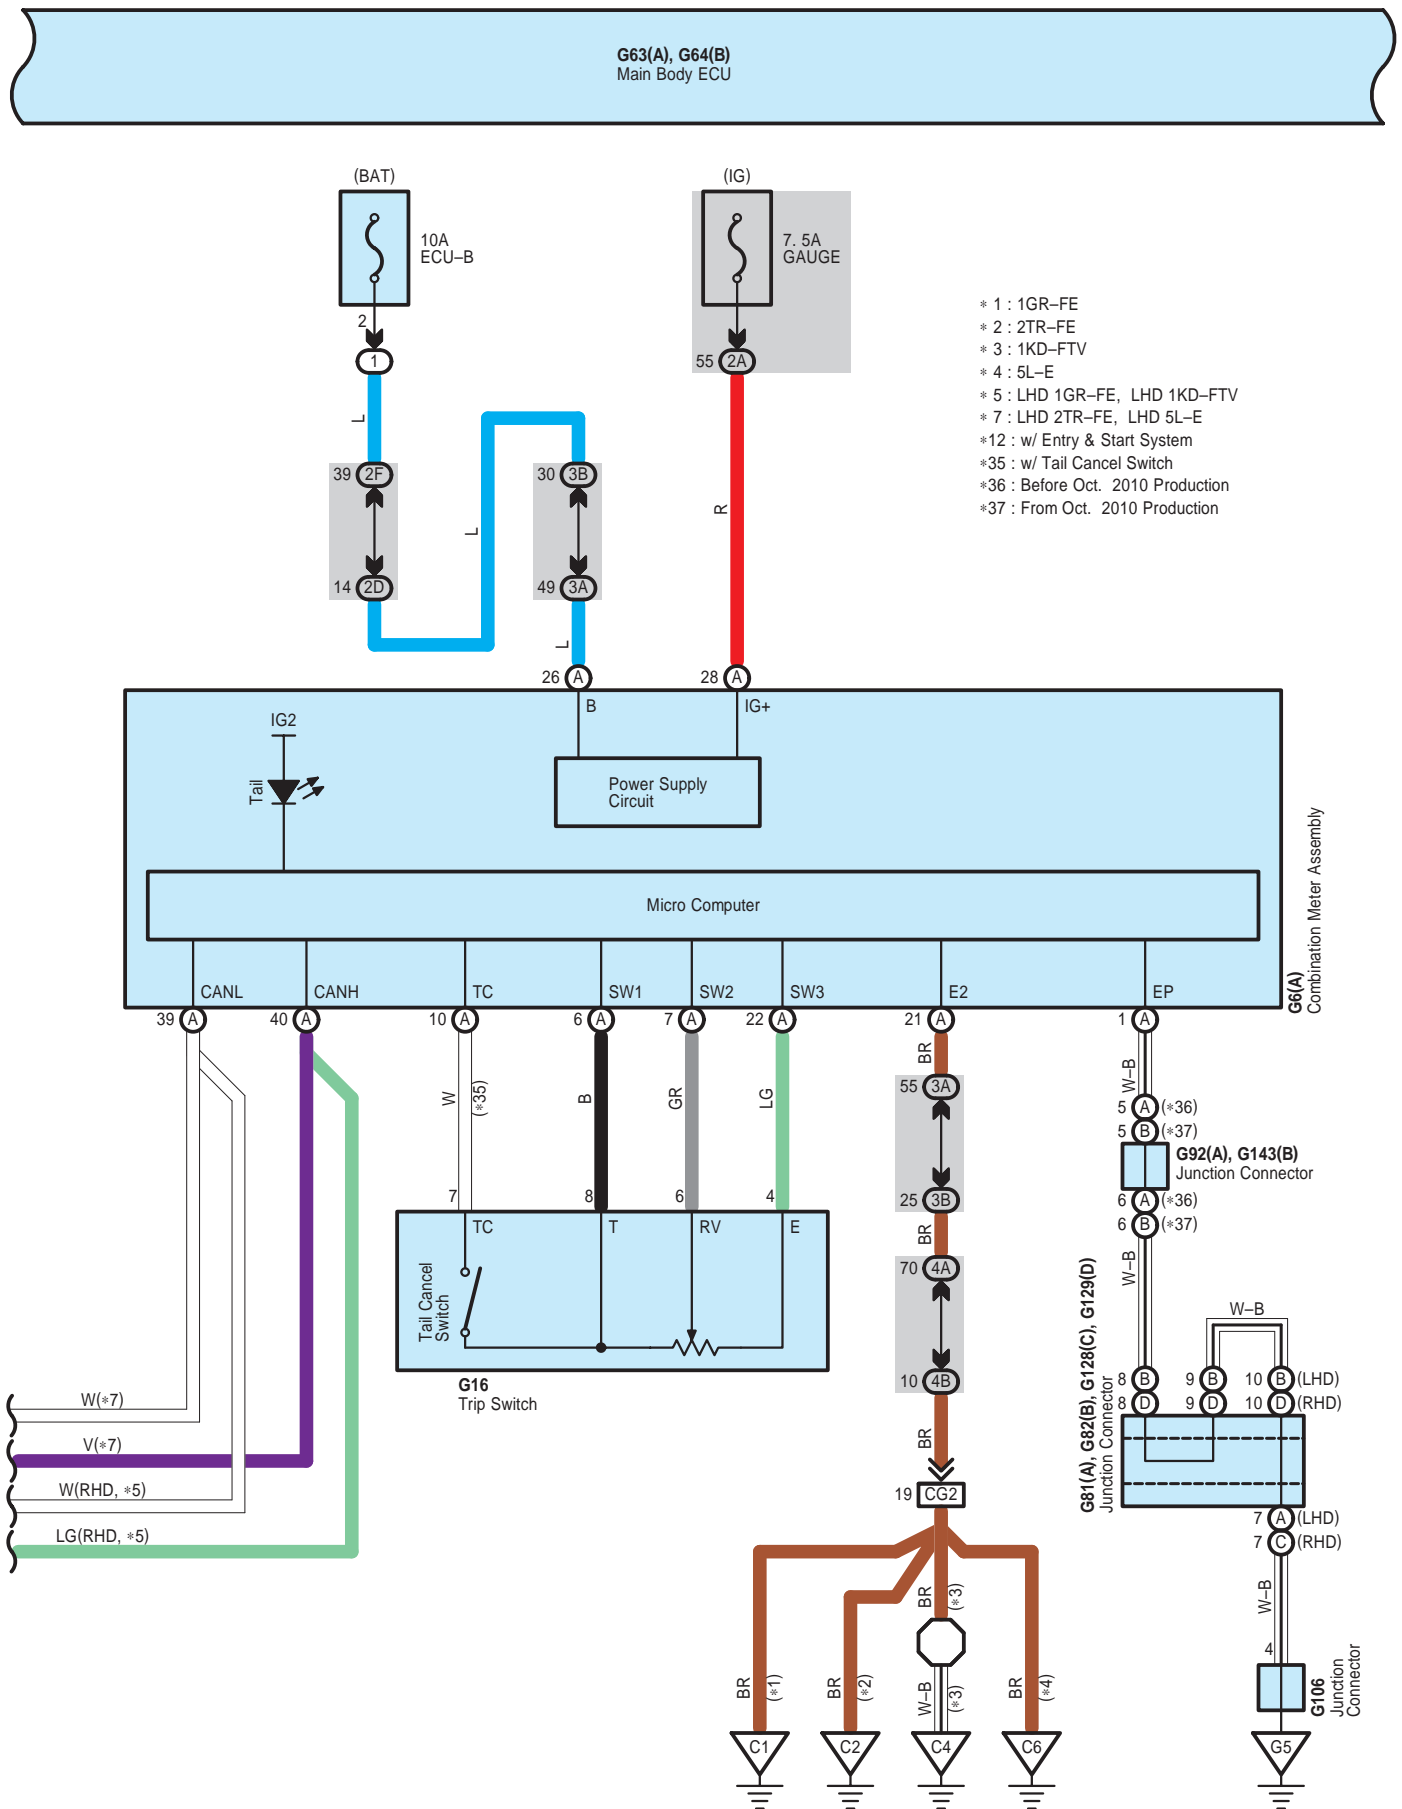 G63(A), G64(B)
Main Body ECU
(BAT)
(IG)
10A
ECU–B
7. 5A
GAUGE
2
1
55 2A
∗ 1 : 1GR–FE
∗ 2 : 2TR–FE
∗ 3 : 1KD–FTV
∗ 4 : 5L–E
∗ 5 : LHD 1GR–FE, LHD 1KD–FTV
∗ 7 : LHD 2TR–FE, LHD 5L–E
∗12 : w/ Entry & Start System
∗35 : w/ Tail Cancel Switch
∗36 : Before Oct. 2010 Production
∗37 : From Oct. 2010 Production
L
39 2F
30 3B
L
R
14 2D
49 3A
L
26 A
28 A
B
IG+
IG2
Tail
Power Supply
Circuit
Micro Computer
G6(A)
Combination Meter Assembly
CANL
CANH
TC
SW1
SW2
SW3
E2
EP
39 A
40 A
10 A
6 A
7 A
22 A
21 A
1 A
W
(∗35)
B
GR
LG
BR
W–B
55 3A
5 A (∗36)
5 B (∗37)
G92(A), G143(B)
Junction Connector
25 3B
6 A (∗36)
6 B (∗37)
7
8
6
4
TC
T
RV
E
Tail Cancel
Switch
G16
Trip Switch
BR
70 4A
10 4B
BR
W–B
W–B
8 B
9 B
10 B (LHD)
8 D
9 D
10 D (RHD)
G81(A), G82(B), G128(C), G129(D)
Junction Connector
7 A (LHD)
7 C (RHD)
W–B
4
G106
Junction
Connector
G5
W(∗7)
V(∗7)
W(RHD, ∗5)
LG(RHD, ∗5)
19 CG2
BR
(∗3)
BR
(∗1)
BR
(∗2)
W–B
(∗3)
BR
(∗4)
C1
C2
C4
C6